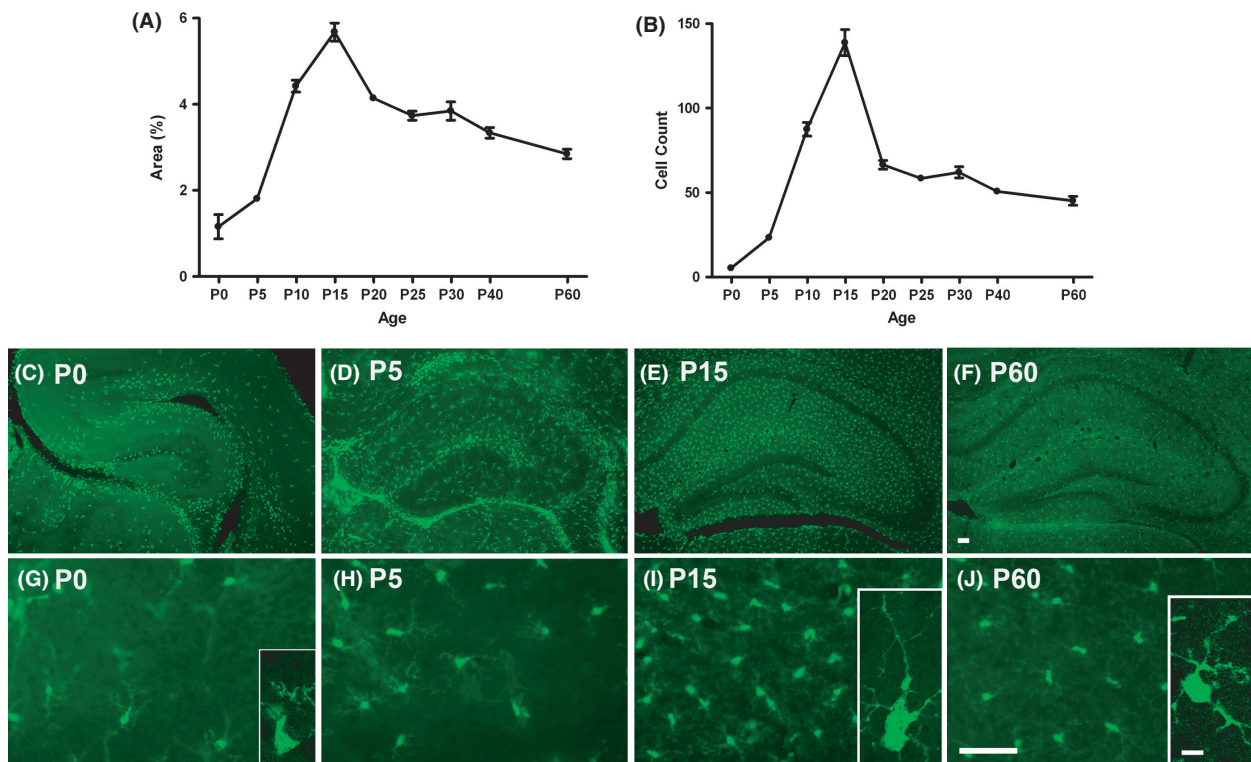 (A)
6
4
2
0
Area (%)
P0 P5 P10 P15 P20 P25 P30 P40 P60
Age
(B)
150
100
50
0
Cell Count
P0 P5 P10 P15 P20 P25 P30 P40 P60
Age
(C) P0
(D) P5
(E) P15
(F) P60
(G) P0
(H) P5
(I) P15
(J) P60